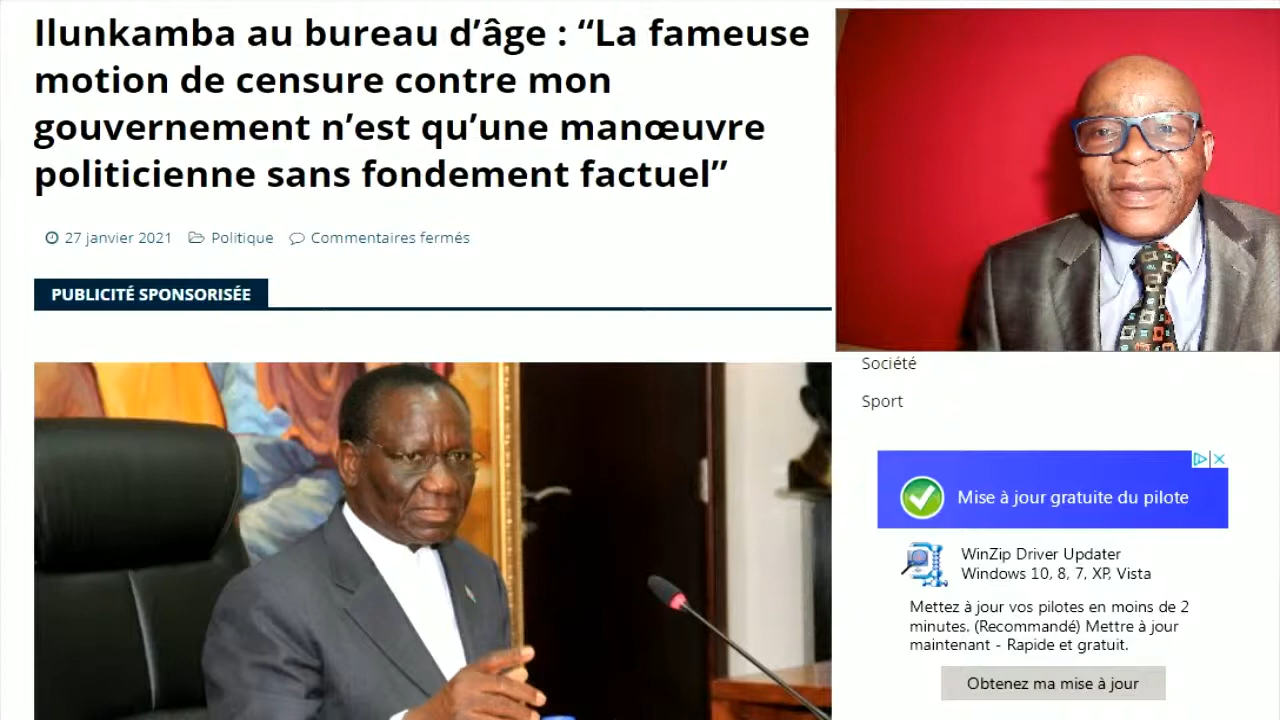 Ilunkamba au bureau d’âge : “La fameuse
motion de censure contre mon
gouvernement n’est qu’une manœuvre
politicienne sans fondement factuel”
27 janvier 2021 Politique Commentaires fermés
PUBLICITÉ SPONSORISÉE
Société
Sport
Mise à jour gratuite du pilote
WinZip Driver Updater
Windows 10, 8, 7, XP, Vista
Mettez à jour vos pilotes en moins de 2
minutes. (Recommandé) Mettre à jour
maintenant - Rapide et gratuit.
Obtenez ma mise à jour